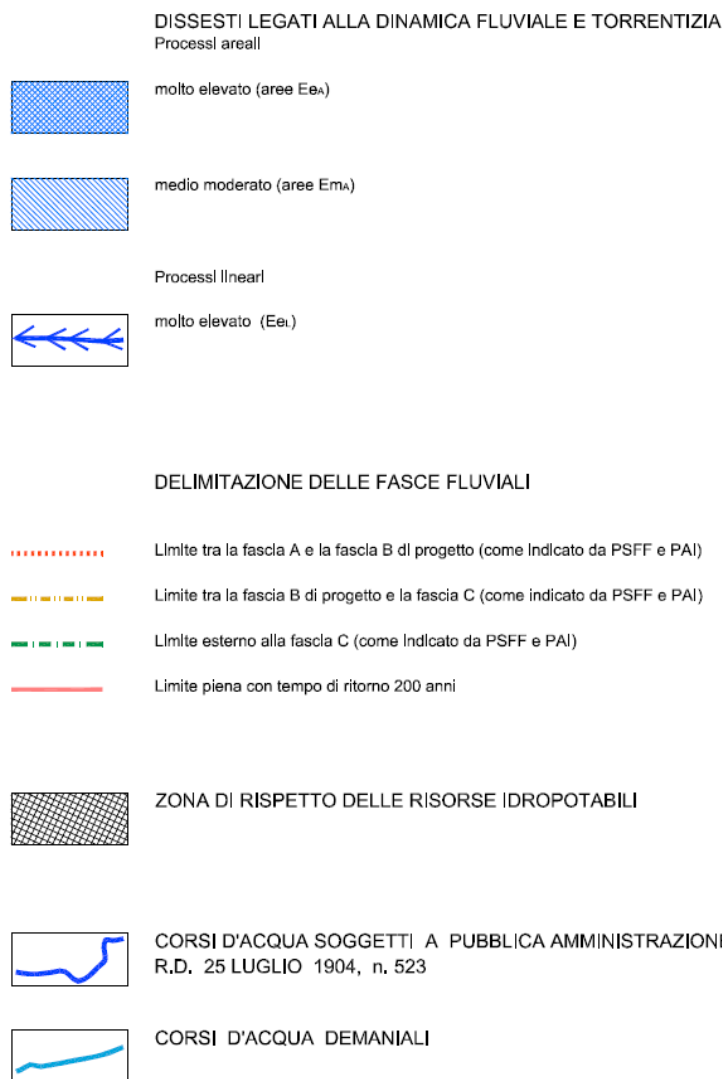 DISSESTI LEGATI ALLA DINAMICA FLUVIALE E TORRENTIZIA
Processi areali
molto elevato (aree EeA)
medio moderato (aree EmA)
Processi lineari
molto elevato (EeL)
DELIMITAZIONE DELLE FASCE FLUVIALI
Limite tra la fascia A e la fascia B di progetto (come indicato da PSFF e PAI)
Limite tra la fascia B di progetto e la fascia C (come indicato da PSFF e PAI)
Limite esterno alla fascia C (come indicato da PSFF e PAI)
Limite piena con tempo di ritorno 200 anni
ZONA DI RISPETTO DELLE RISORSE IDROPOTABILI
CORSI D'ACQUA SOGGETTI A PUBBLICA AMMINISTRAZIONE
R.D. 25 LUGLIO 1904, n. 523
CORSI D'ACQUA DEMANIALI